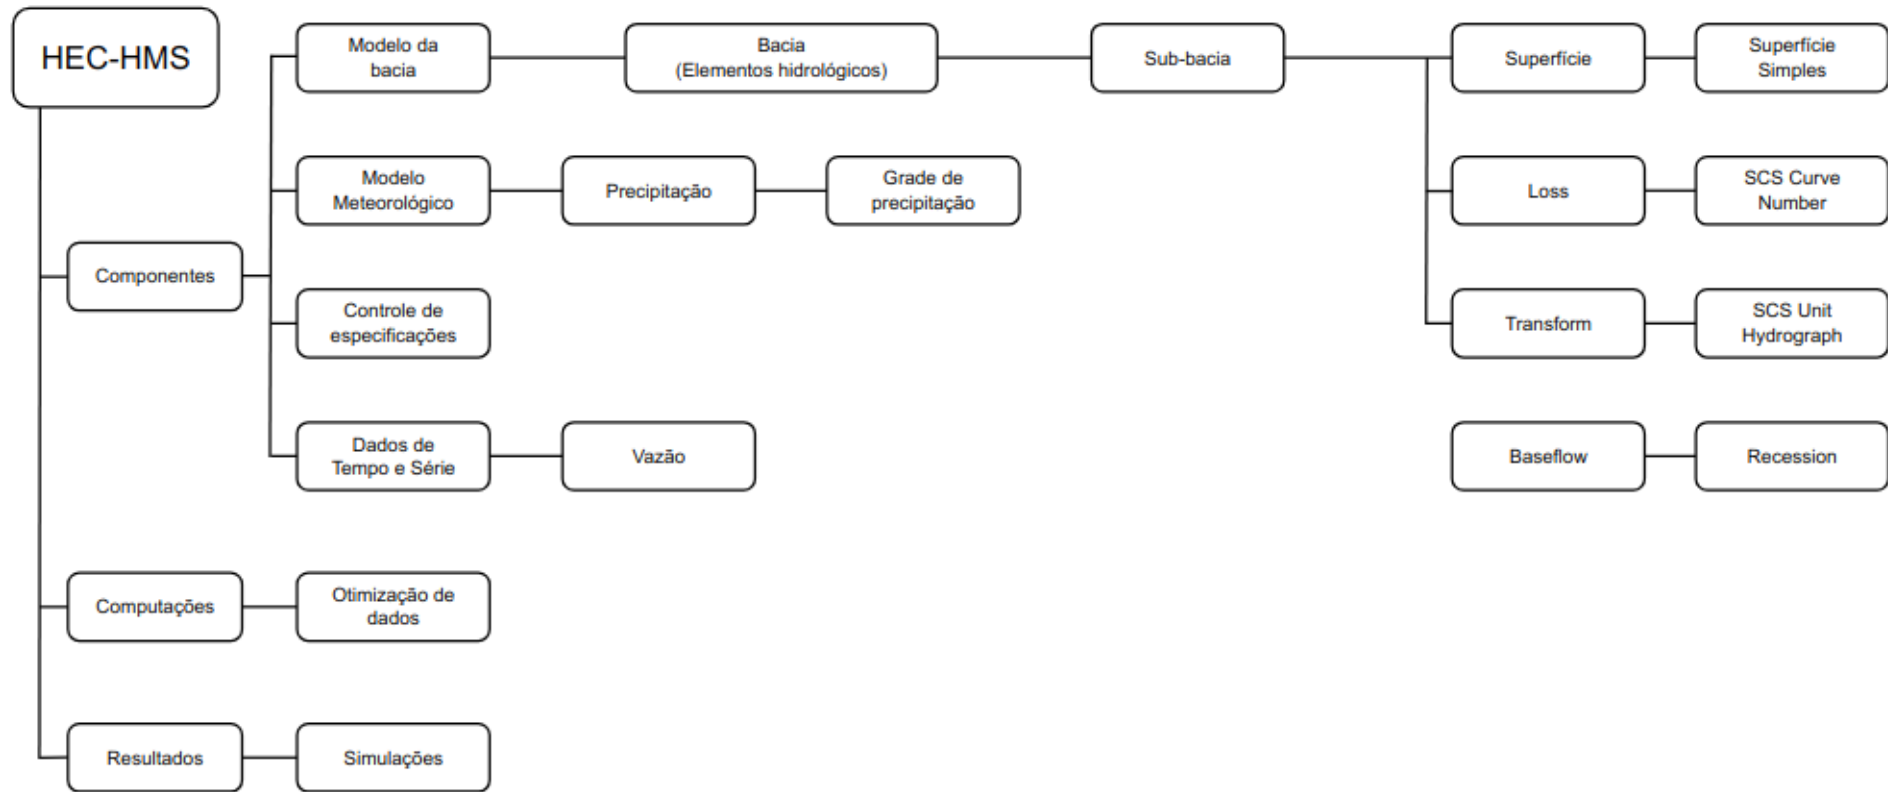 HEC-HMS
Modelo da
bacia
Bacia
(Elementos hidrológicos)
Sub-bacia
Superfície
Superfície
Simples
Modelo
Meteorológico
Precipitação
Grade de
precipitação
Loss
SCS Curve
Number
Componentes
Controle de
especificações
Transform
SCS Unit
Hydrograph
Dados de
Tempo e Série
Vazão
Baseflow
Recession
Computações
Otimização de
dados
Resultados
Simulações